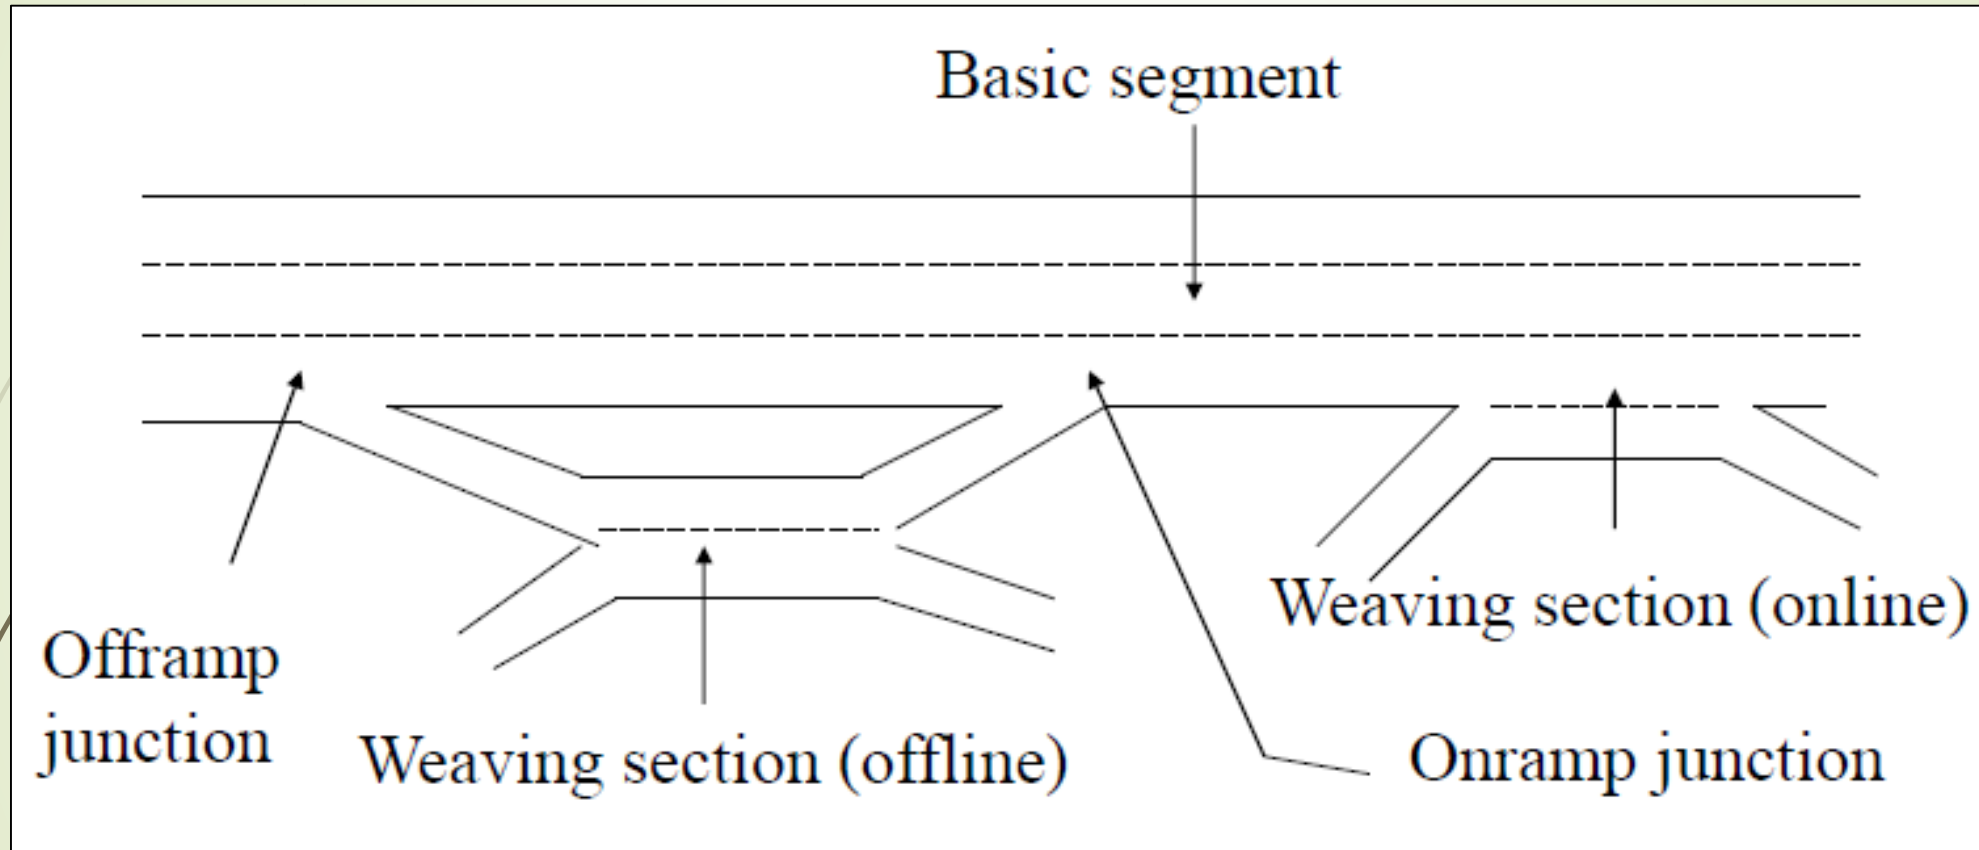 Basic segment
Offramp
junction
Weaving section (offline)
Weaving section (online)
Onramp junction